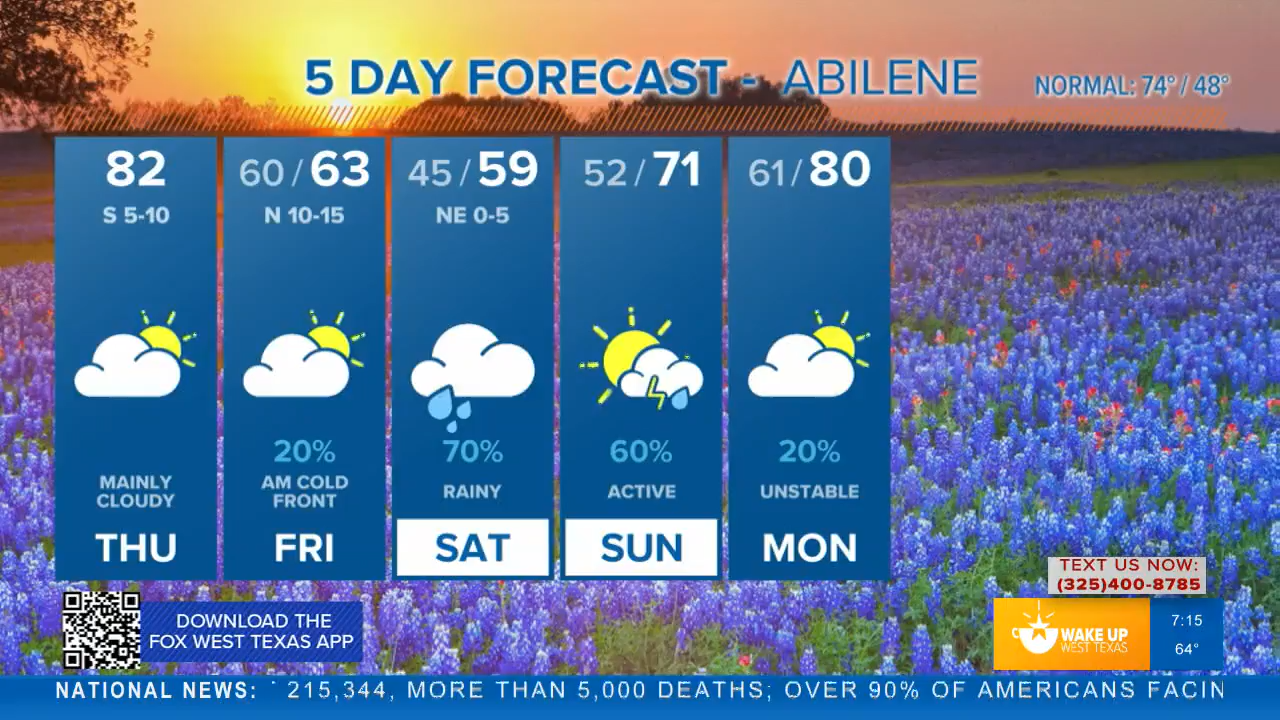 5 DAY FORECAST - ABILENE
NORMAL: 74° / 48°
82
S 5-10
MAINLY
CLOUDY
THU
60 / 63
N 10-15
20%
AM COLD
FRONT
FRI
45 / 59
NE 0-5
70%
RAINY
SAT
52 / 71
60%
ACTIVE
SUN
61 / 80
20%
UNSTABLE
MON
TEXT US NOW:
(325)400-8785
DOWNLOAD THE
FOX WEST TEXAS APP
WAKE UP
WEST TEXAS
7:15
64°
NATIONAL NEWS: 215,344, MORE THAN 5,000 DEATHS; OVER 90% OF AMERICANS FACIN